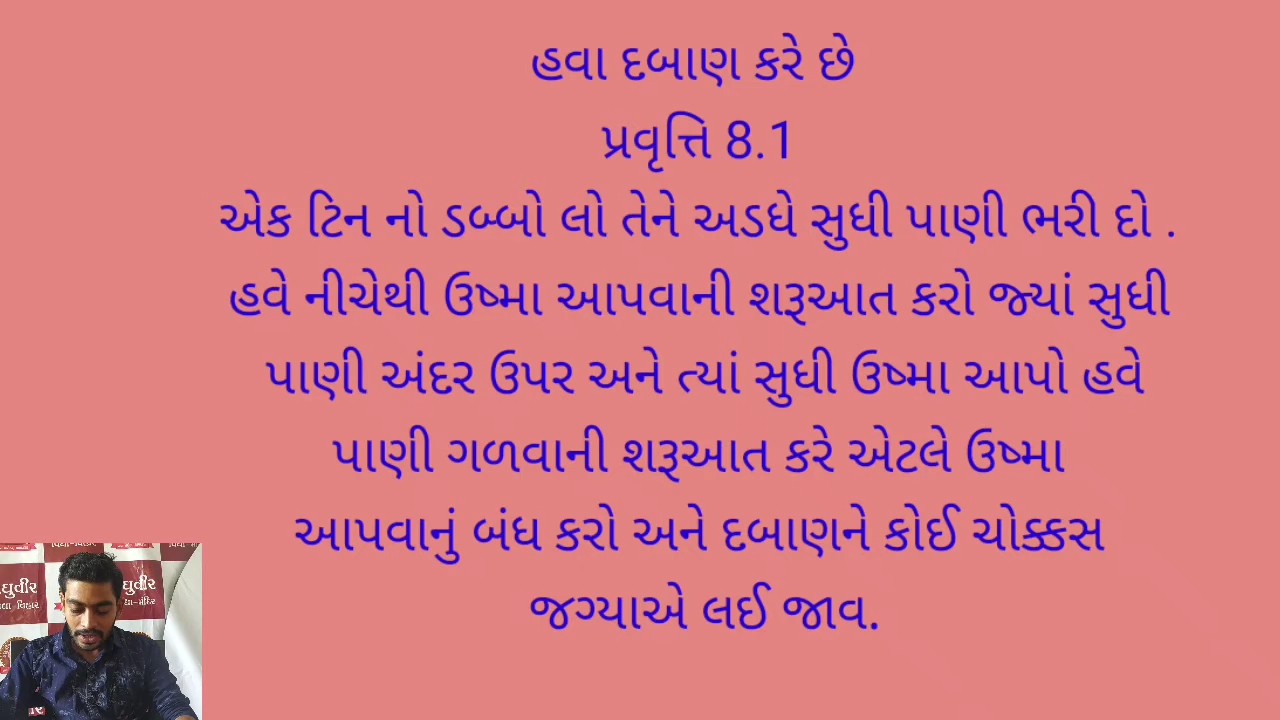 હવા દબાણ કરે છે
પ્રવૃત્તિ 8.1
એક ટિન નો ડબ્બો લો તેને અડધે સુધી પાણી ભરી દો .
હવે નીચેથી ઉષ્મા આપવાની શરૂઆત કરો જ્યાં સુધી
પાણી અંદર ઉપર અને ત્યાં સુધી ઉષ્મા આપો હવે
પાણી ગળવાની શરૂઆત કરે એટલે ઉષ્મા
આપવાનું બંધ કરો અને દબાણને કોઈ ચોક્કસ
જગ્યાએ લઈ જાવ.